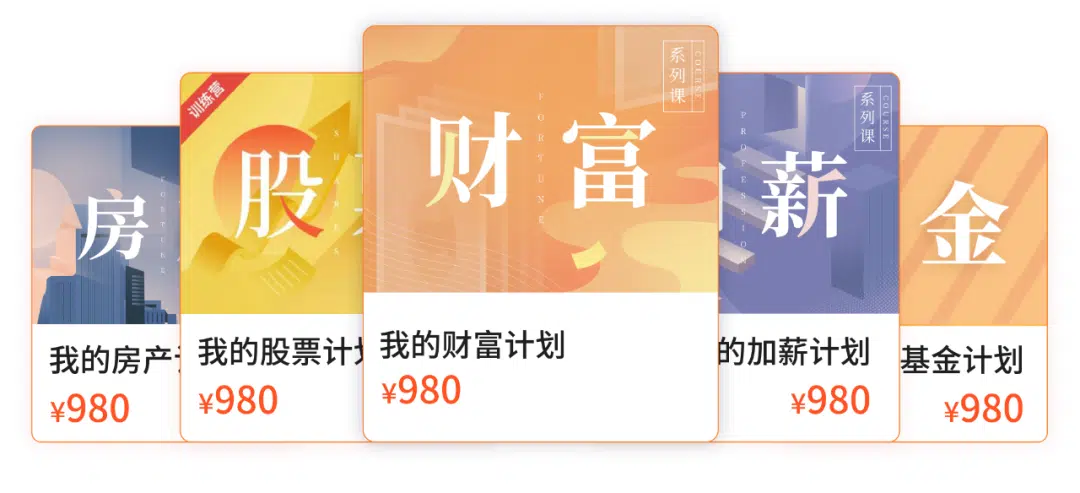 房
我的房产
¥980
训练营
股
我的股票计
¥980
系列课
COURSE
财富
FORTUNE
我的财富计划
¥980
系列课
COURSE
薪
PROFESSIO
的加薪计划
¥980
金
基金计划
¥980